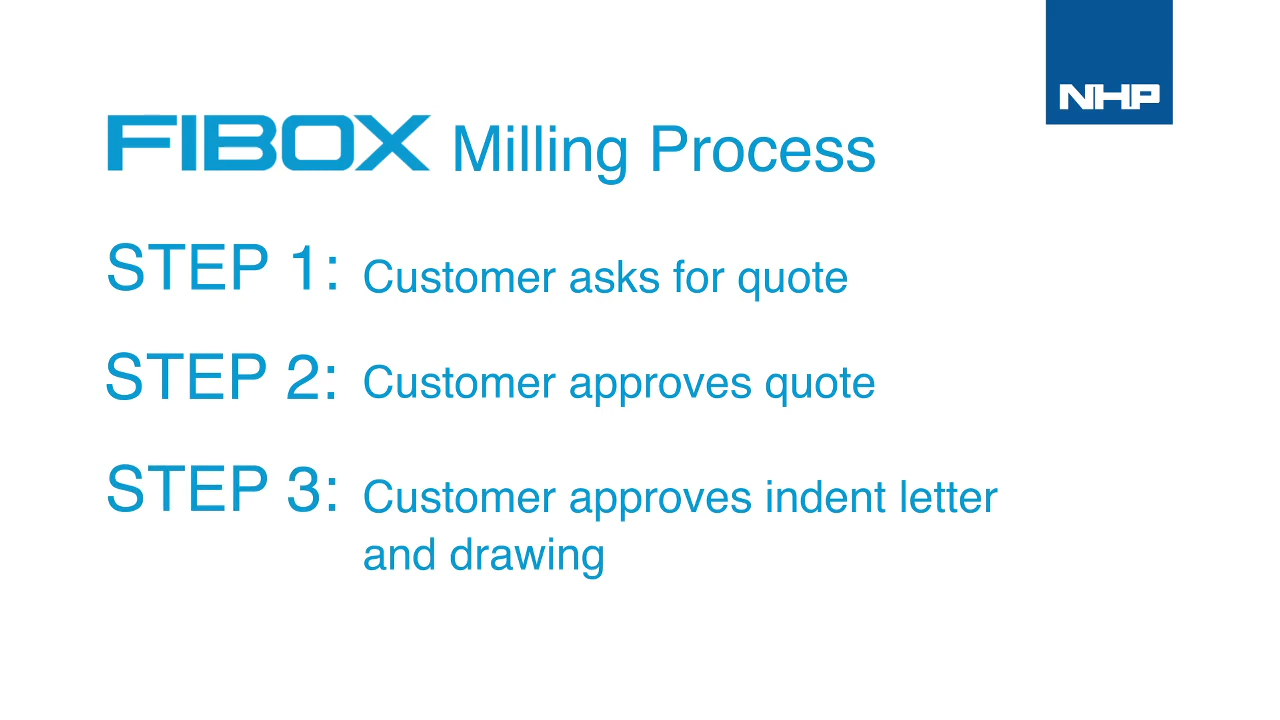 NHP
FIBOX Milling Process
STEP 1: Customer asks for quote
STEP 2: Customer approves quote
STEP 3: Customer approves indent letter
and drawing